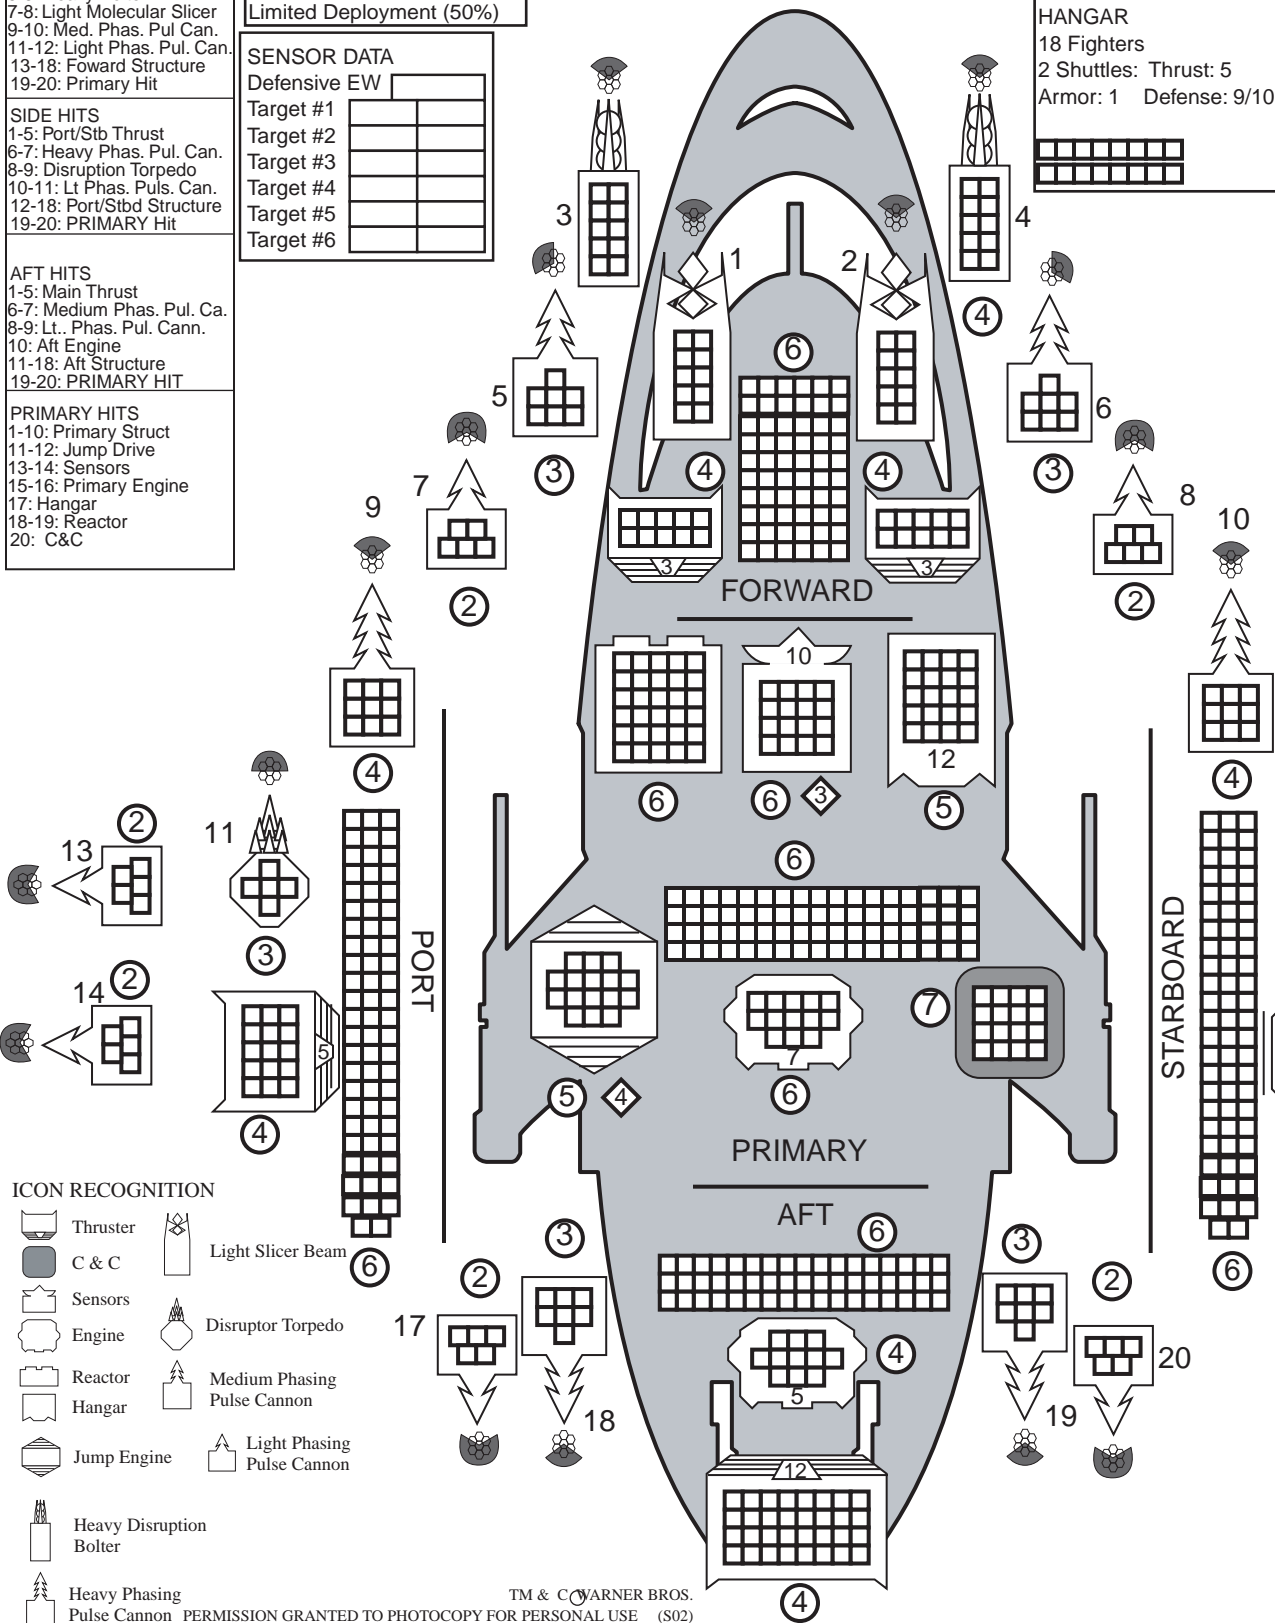 7-8: Light Molecular Slicer
9-10: Med. Phas. Pul Can.
11-12: Light Phas. Pul. Can.
13-18: Foward Structure
19-20: Primary Hit
SIDE HITS
1-5: Port/Stb Thrust
6-7: Heavy Phas. Pul. Can.
8-9: Disruption Torpedo
10-11: Lt Phas. Puls. Can.
12-18: Port/Stbd Structure
19-20: PRIMARY Hit
AFT HITS
1-5: Main Thrust
6-7: Medium Phas. Pul. Ca.
8-9: Lt.. Phas. Pul. Cann.
10: Aft Engine
11-18: Aft Structure
19-20: PRIMARY HIT
PRIMARY HITS
1-10: Primary Struct
11-12: Jump Drive
13-14: Sensors
15-16: Primary Engine
17: Hangar
18-19: Reactor
20: C&C
Limited Deployment (50%)
SENSOR DATA
Defensive EW
Target #1
Target #2
Target #3
Target #4
Target #5
Target #6
HANGAR
18 Fighters
2 Shuttles: Thrust: 5
Armor: 1 Defense: 9/10
3
4
1
2
4
6
5
6
3
4
4
3
7
8
9
10
3
3
2
2
FORWARD
10
12
4
6
6
3
5
4
2
13
11
6
3
PORT
STARBOARD
2
14
7
5
7
4
5
4
6
PRIMARY
AFT
6
6
3
6
3
2
2
17
18
4
5
19
20
12
4
ICON RECOGNITION
Thruster
C & C
Light Slicer Beam
Sensors
Engine
Disruptor Torpedo
Reactor
Hangar
Medium Phasing
Pulse Cannon
Jump Engine
Light Phasing
Pulse Cannon
Heavy Disruption
Bolter
Heavy Phasing
Pulse Cannon
TM & C WARNER BROS.
PERMISSION GRANTED TO PHOTOCOPY FOR PERSONAL USE (S02)